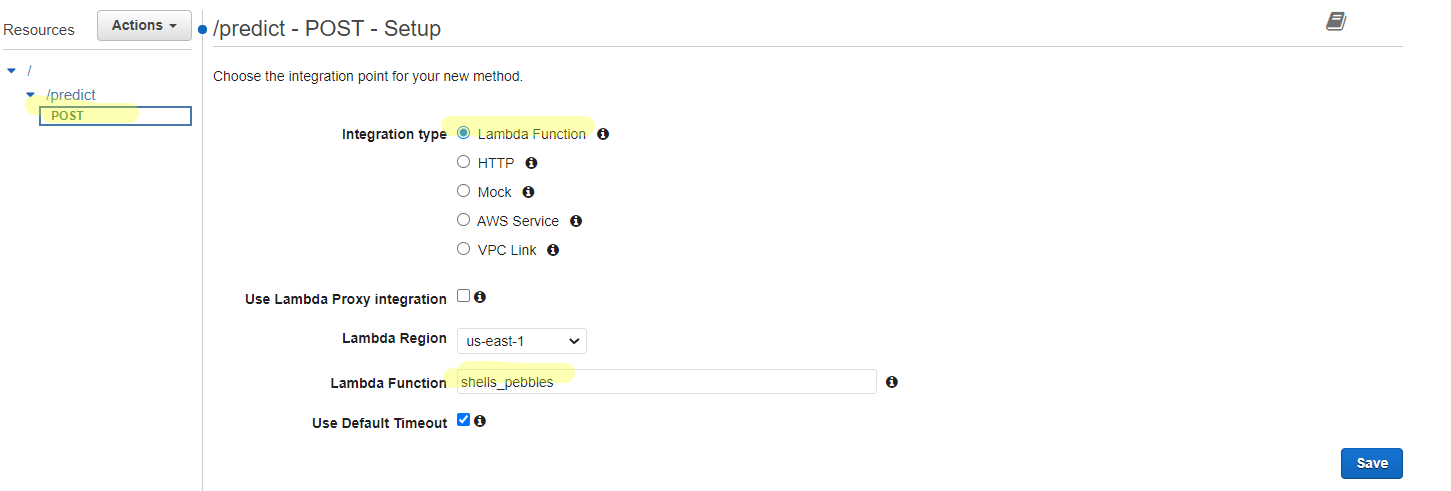 Resources
Actions
/predict - POST - Setup
/
/predict
POST
Choose the integration point for your new method.
Integration type
Lambda Function
HTTP
Mock
AWS Service
VPC Link
Use Lambda Proxy integration
Lambda Region
us-east-1
Lambda Function
shells_pebbles
Use Default Timeout
Save